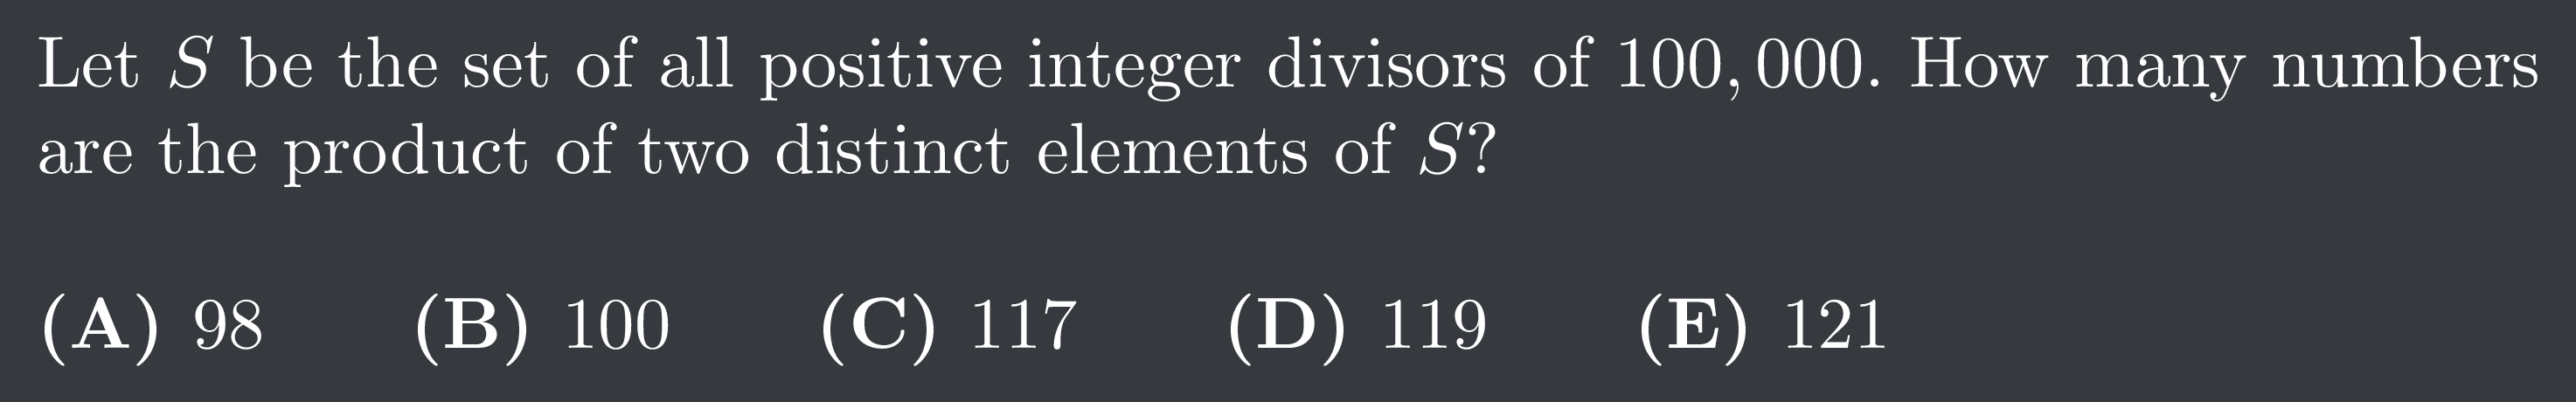 Let S be the set of all positive integer divisors of 100,000. How many numbers
are the product of two distinct elements of S?
(A) 98 (B) 100 (C) 117 (D) 119 (E) 121